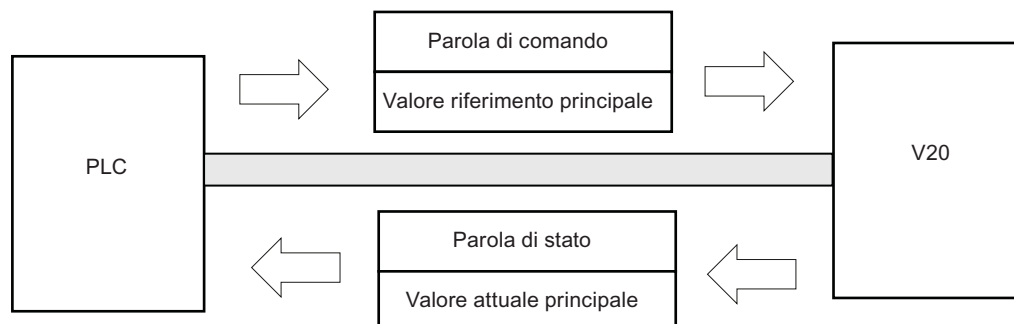 Parola di comando
Valore riferimento principale
PLC
V20
Parola di stato
Valore attuale principale